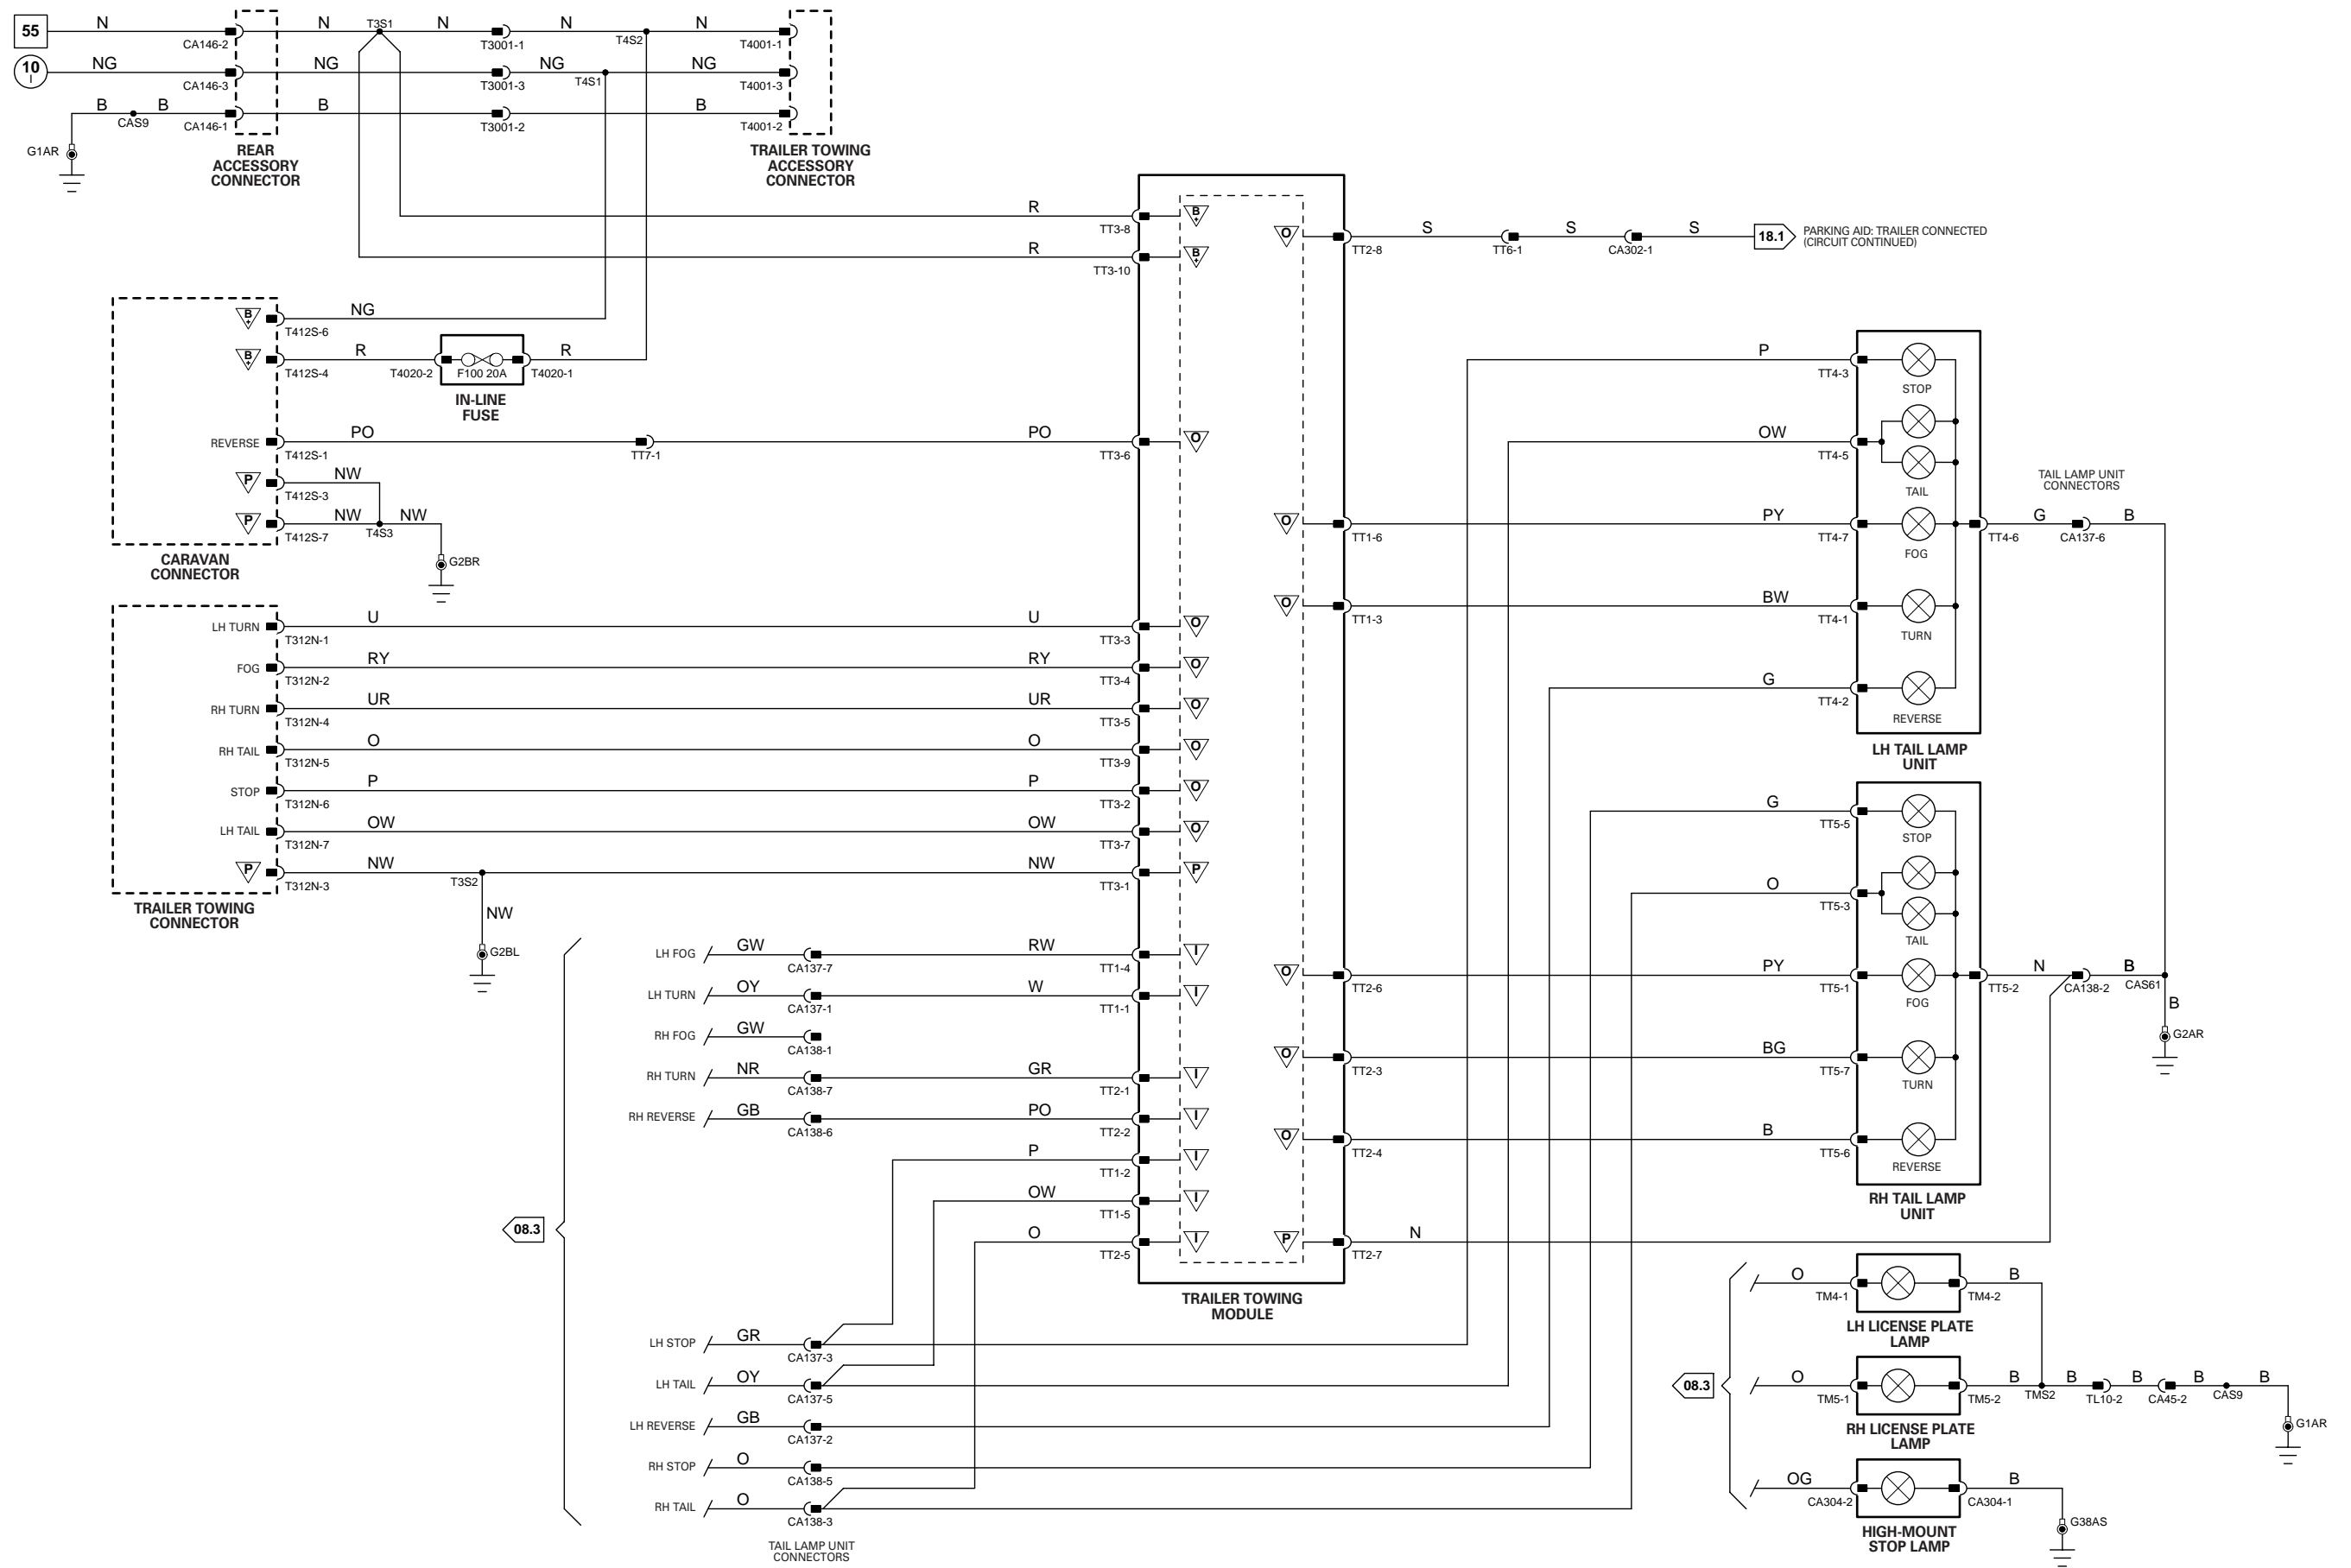 55 N CA146-2 N T3S1 N T3001-1 N T4S2 N T4001-1
10 I NG CA146-3 NG T3001-3 NG T4S1 NG T4001-3
B CAS9 B CA146-1 B T3001-2 B T4001-2
G1AR
REAR
ACCESSORY
CONNECTOR
TRAILER TOWING
ACCESSORY
CONNECTOR
R TT3-8 B+
R TT3-10 B+
O TT2-8 S TT6-1 S CA302-1 S 18.1 PARKING AID: TRAILER CONNECTED
(CIRCUIT CONTINUED)
B+ T412S-6 NG
B+ T412S-4 R T4020-2 F100 20A T4020-1 R
IN-LINE
FUSE
REVERSE T412S-1 PO TT7-1 PO TT3-6 O
P T412S-3 NW
P T412S-7 NW T4S3 NW
G2BR
CARAVAN
CONNECTOR
P TT4-3 STOP
OW TT4-5 TAIL
O TT1-6 PY TT4-7 FOG TT4-6 G CA137-6 B
TAIL LAMP UNIT
CONNECTORS
O TT1-3 BW TT4-1 TURN
G TT4-2 REVERSE
LH TAIL LAMP
UNIT
LH TURN T312N-1 U U TT3-3 O
FOG T312N-2 RY RY TT3-4 O
RH TURN T312N-4 UR UR TT3-5 O
RH TAIL T312N-5 O O TT3-9 O
STOP T312N-6 P P TT3-2 O
LH TAIL T312N-7 OW OW TT3-7 O
P T312N-3 NW T3S2 NW TT3-1 P
NW
G2BL
TRAILER TOWING
CONNECTOR
G TT5-5 STOP
O TT5-3 TAIL
O TT2-6 PY TT5-1 FOG TT5-2 N CA138-2 B CAS61
B
G2AR
O TT2-3 BG TT5-7 TURN
O TT2-4 B TT5-6 REVERSE
RH TAIL LAMP
UNIT
08.3
LH FOG GW CA137-7 RW TT1-4 I
LH TURN OY CA137-1 W TT1-1 I
RH FOG GW CA138-1
RH TURN NR CA138-7 GR TT2-1 I
RH REVERSE GB CA138-6 PO TT2-2 I
P TT1-2 I
OW TT1-5 I
O TT2-5 I P TT2-7 N
TRAILER TOWING
MODULE
LH STOP GR CA137-3
LH TAIL OY CA137-5
LH REVERSE GB CA137-2
RH STOP O CA138-5
RH TAIL O CA138-3
TAIL LAMP UNIT
CONNECTORS
08.3
O TM4-1 TM4-2 B
LH LICENSE PLATE
LAMP
O TM5-1 TM5-2 B TMS2 B TL10-2 B CA45-2 B CAS9 B
G1AR
RH LICENSE PLATE
LAMP
OG CA304-2 CA304-1 B
G38AS
HIGH-MOUNT
STOP LAMP